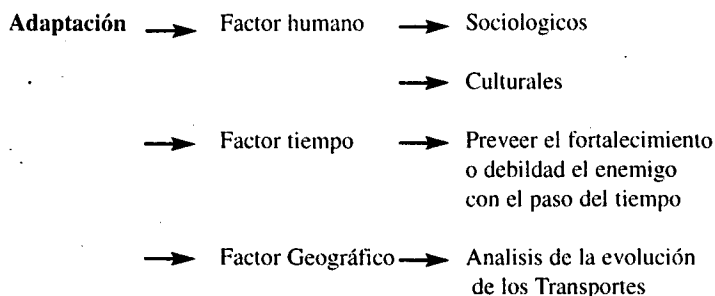 Adaptación → Factor humano → Sociologicos
→ Culturales
→ Factor tiempo → Preveer el fortalecimiento
o debildad el enemigo
con el paso del tiempo
→ Factor Geográfico → Analisis de la evolución
de los Transportes